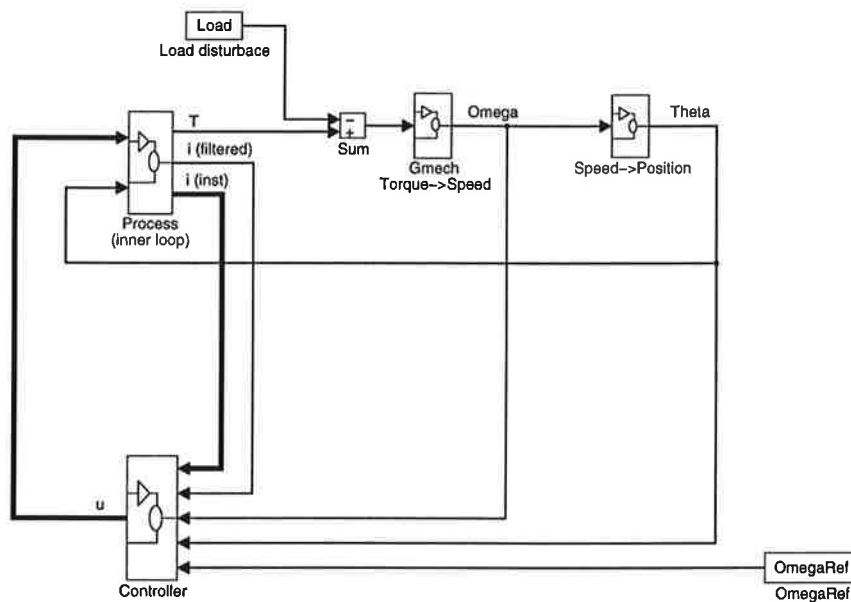 Load
Load disturbace
T
i (filtered)
i (inst)
Process
(inner loop)
−
+
Sum
Gmech
Torque−>Speed
Omega
Speed−>Position
Theta
u
Controller
OmegaRef
OmegaRef